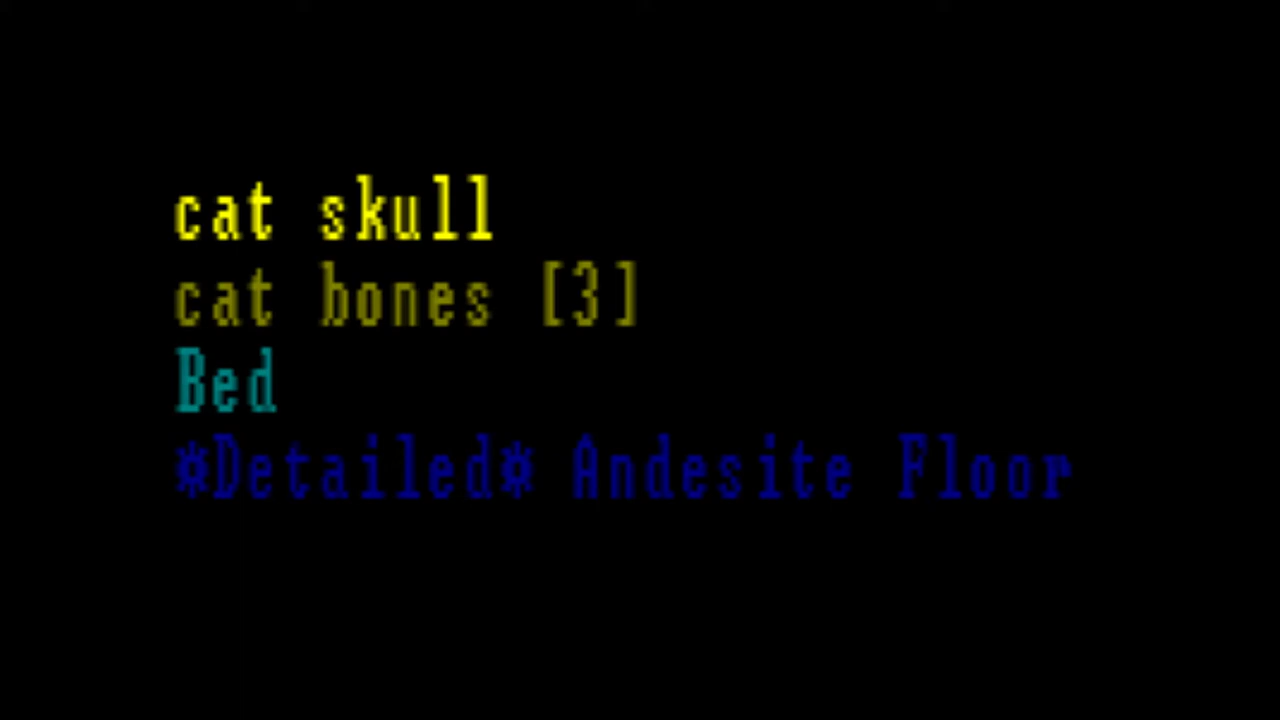 cat skull
cat bones [3]
Bed
☼Detailed☼ Andesite Floor